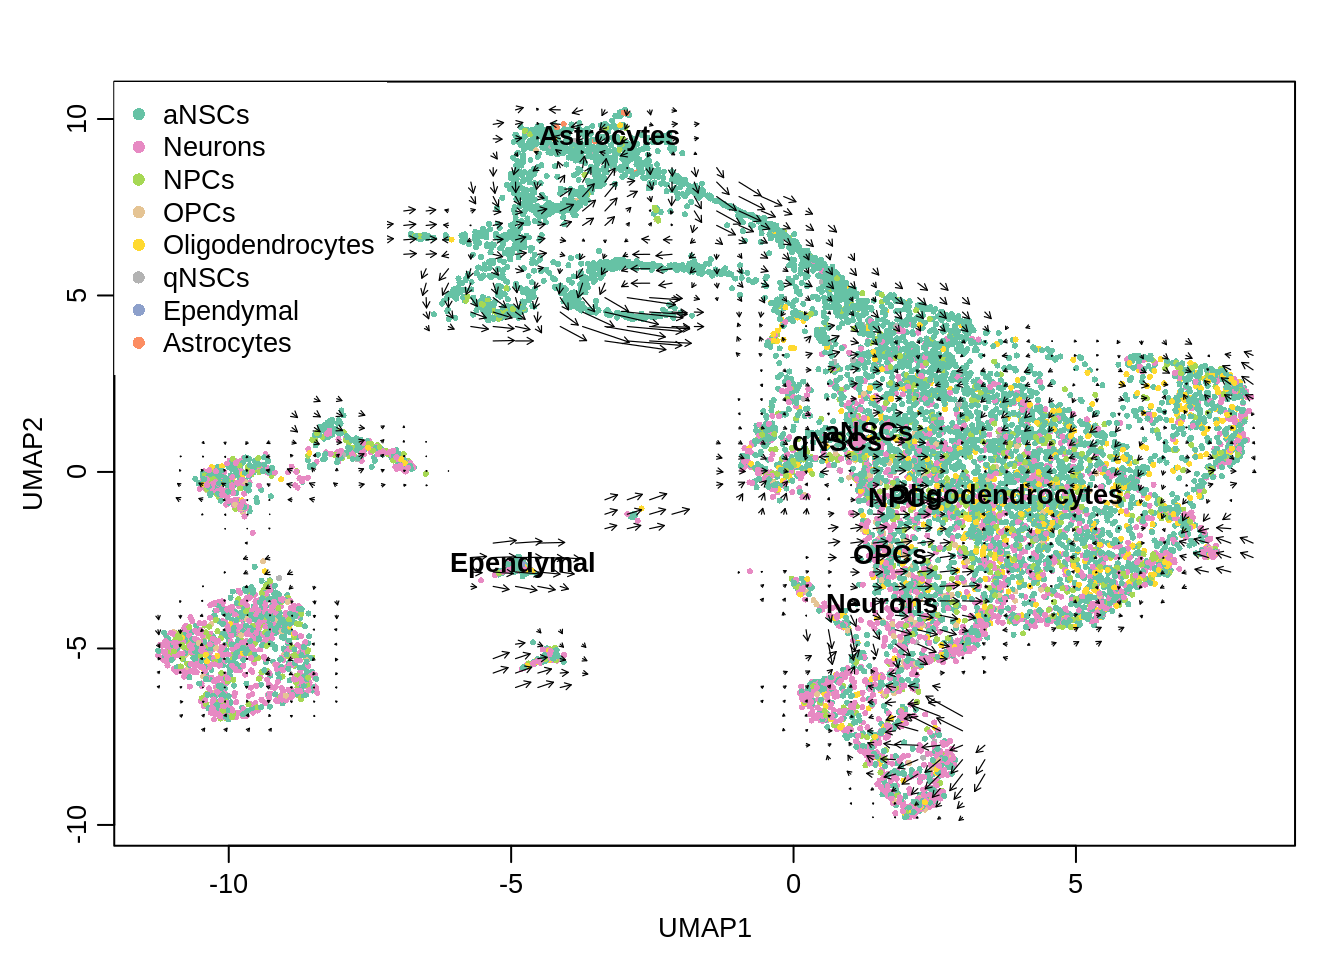 aNSCs
Neurons
NPCs
OPCs
Oligodendrocytes
qNSCs
Ependymal
Astrocytes
Astrocytes
aNSCs
qNSCs
NPCs
Oligodendrocytes
OPCs
Ependymal
Neurons
10
5
0
-5
-10
UMAP2
-10
-5
0
5
UMAP1